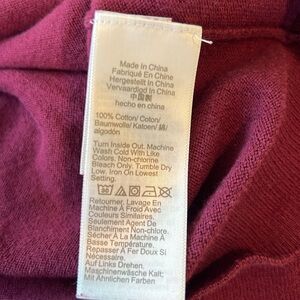 Made In China
Fabriqué En Chine
Hergestellt In China
Vervaardigd In China
中国製
hecho en china
100% Cotton/ Coton/
Baumwolle/ Katoen/ 綿/
algodón
Turn Inside Out. Machine
Wash Cold With Like
Colors. Non-chlorine
Bleach Only. Tumble Dry
Low. Iron On Lowest
Setting.
Retourner, Lavage En
Machine À Froid Avec
Couleurs Similaires.
Seulement Agent De
Blanchiment Non-chlore.
Sécher À La Machine À
Basse Température.
Repasser À Fer Doux Si
Nécessaire.
Auf Links Drehen.
Maschinenwäsche Kalt;
Mit Ähnlichen Farben